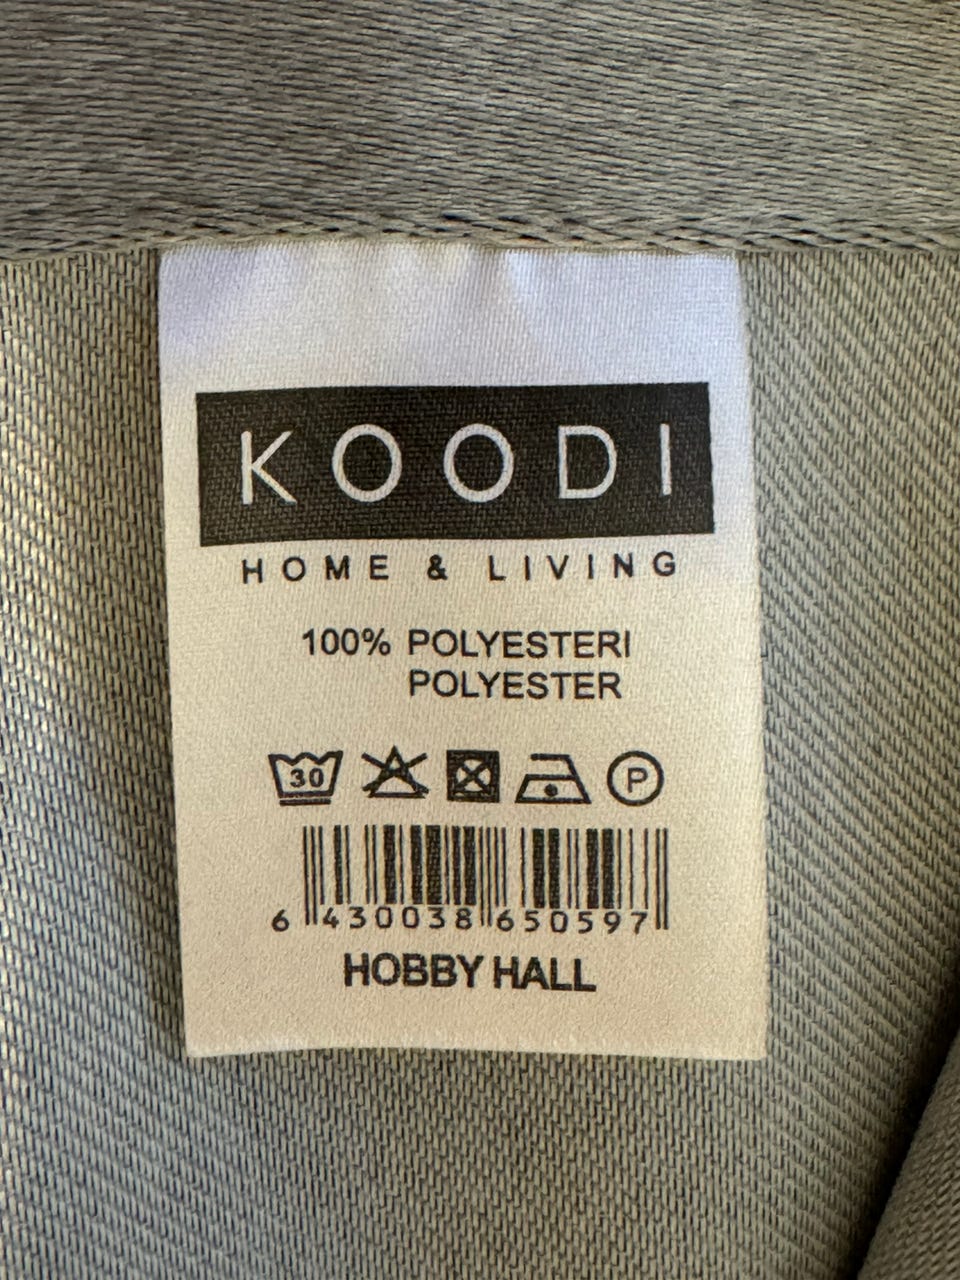 KOODI
HOME & LIVING
100% POLYESTERI
POLYESTER
30 P
6 430038 650597
HOBBY HALL